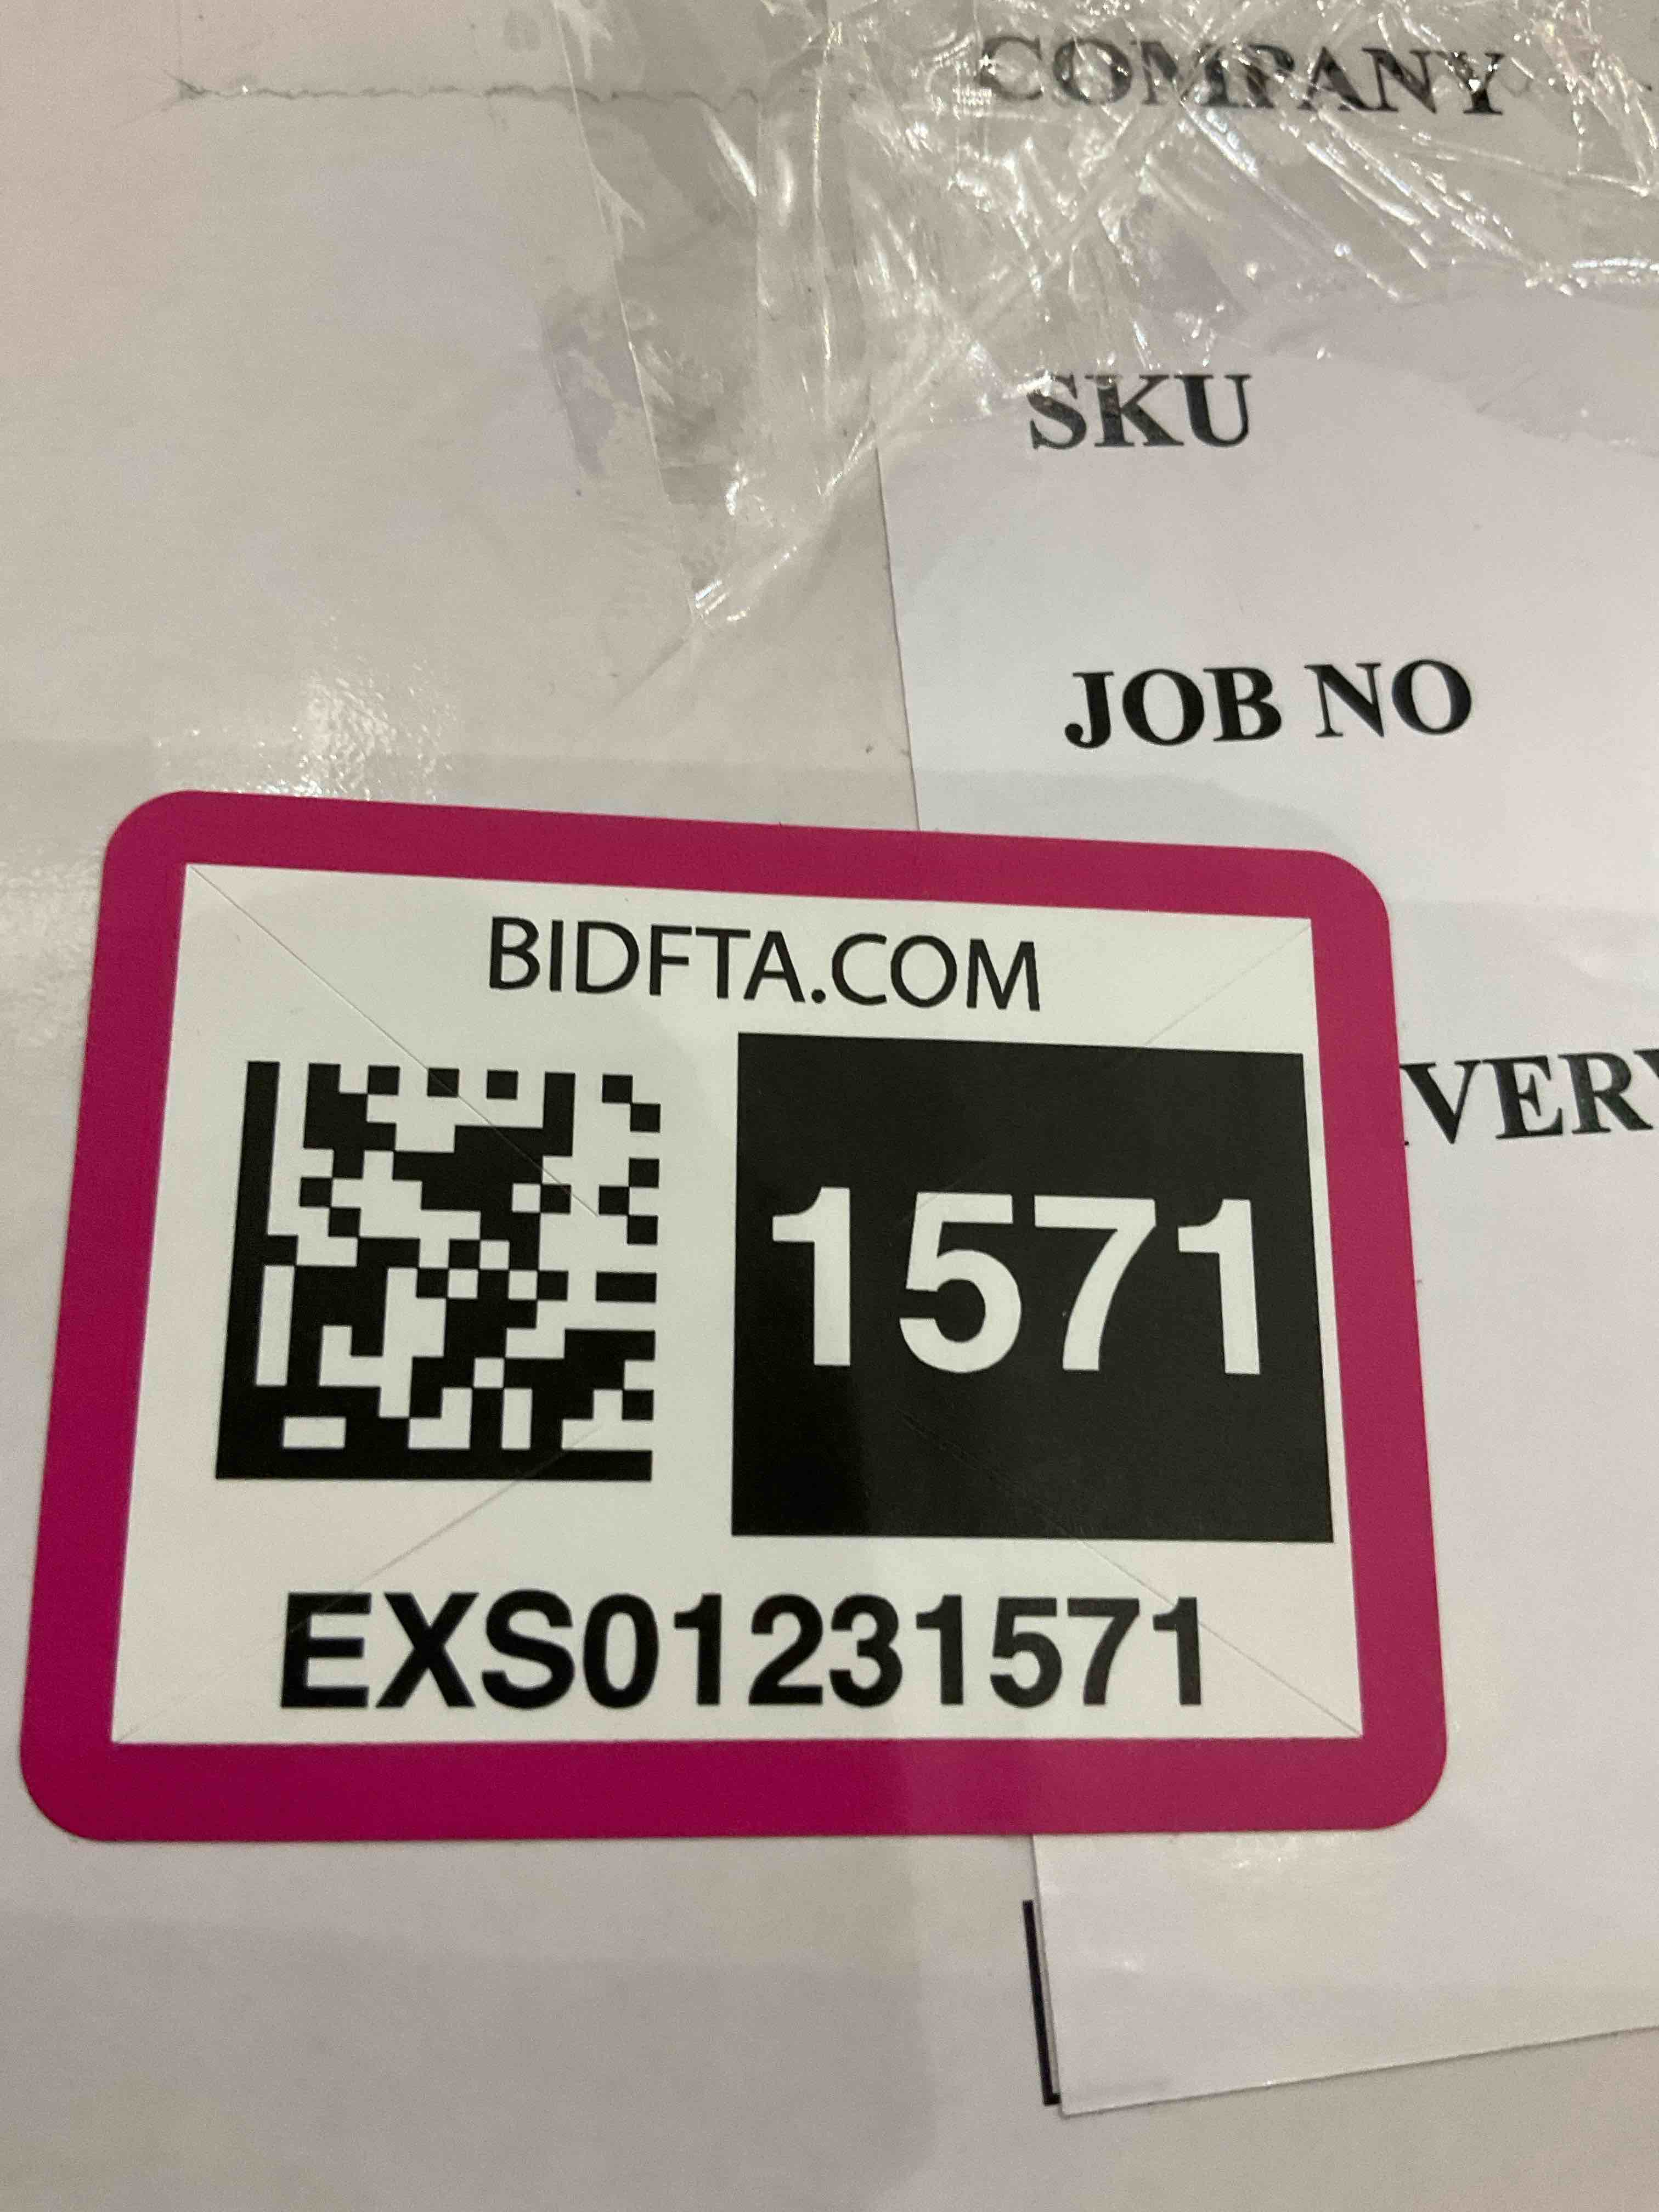 COMPANY
SKU
JOB NO
BIDFTA.COM
1571
EXS01231571